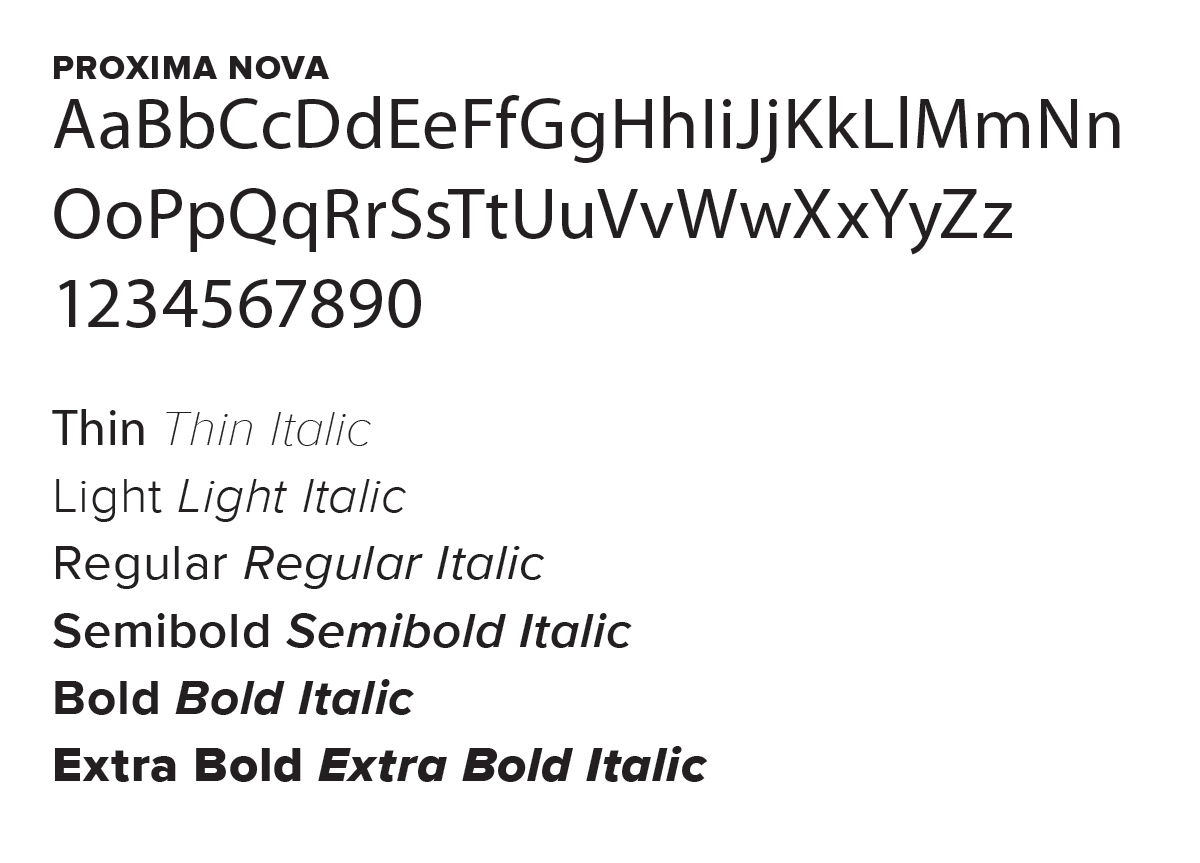 PROXIMA NOVA
AaBbCcDdEeFfGgHhIiJjKkLlMmNn
OoPpQqRrSsTtUuVvWwXxYyZz
1234567890
Thin Thin Italic
Light Light Italic
Regular Regular Italic
Semibold Semibold Italic
Bold Bold Italic
Extra Bold Extra Bold Italic